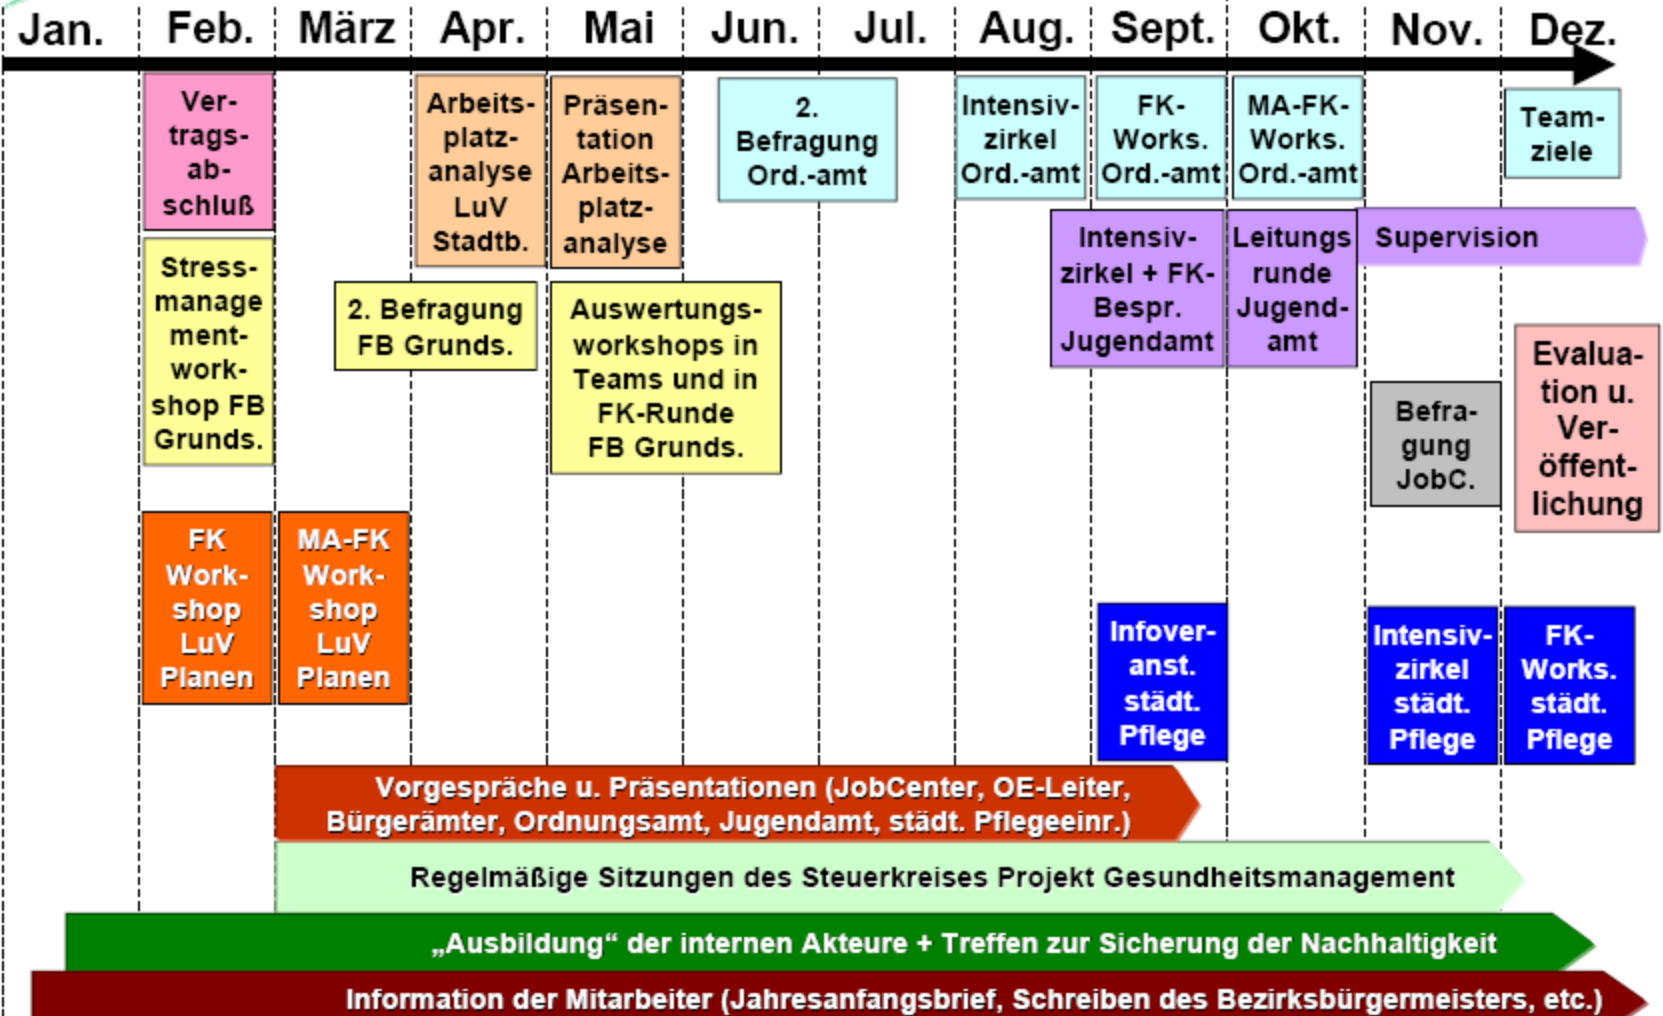 Jan. Feb. März Apr. Mai Jun. Jul. Aug. Sept. Okt. Nov. Dez.
Ver-
trags-
ab-
schluß
Arbeits-
platz-
analyse
LuV
Stadtb.
Präsen-
tation
Arbeits-
platz-
analyse
2.
Befragung
Ord.-amt
Intensiv-
zirkel
Ord.-amt
FK-
Works.
Ord.-amt
MA-FK-
Works.
Ord.-amt
Team-
ziele
Stress-
manage
ment-
work-
shop FB
Grunds.
2. Befragung
FB Grunds.
Auswertungs-
workshops in
Teams und in
FK-Runde
FB Grunds.
Intensiv-
zirkel + FK-
Bespr.
Jugendamt
Leitungs
runde
Jugend-
amt
Supervision
Befra-
gung
JobC.
Evalua-
tion u.
Ver-
öffent-
lichung
FK
Work-
shop
LuV
Planen
MA-FK
Work-
shop
LuV
Planen
Infover-
anst.
städt.
Pflege
Intensiv-
zirkel
städt.
Pflege
FK-
Works.
städt.
Pflege
Vorgespräche u. Präsentationen (JobCenter, OE-Leiter,
Bürgerämter, Ordnungsamt, Jugendamt, städt. Pflegeeinr.)
Regelmäßige Sitzungen des Steuerkreises Projekt Gesundheitsmanagement
„Ausbildung“ der internen Akteure + Treffen zur Sicherung der Nachhaltigkeit
Information der Mitarbeiter (Jahresanfangsbrief, Schreiben des Bezirksbürgermeisters, etc.)